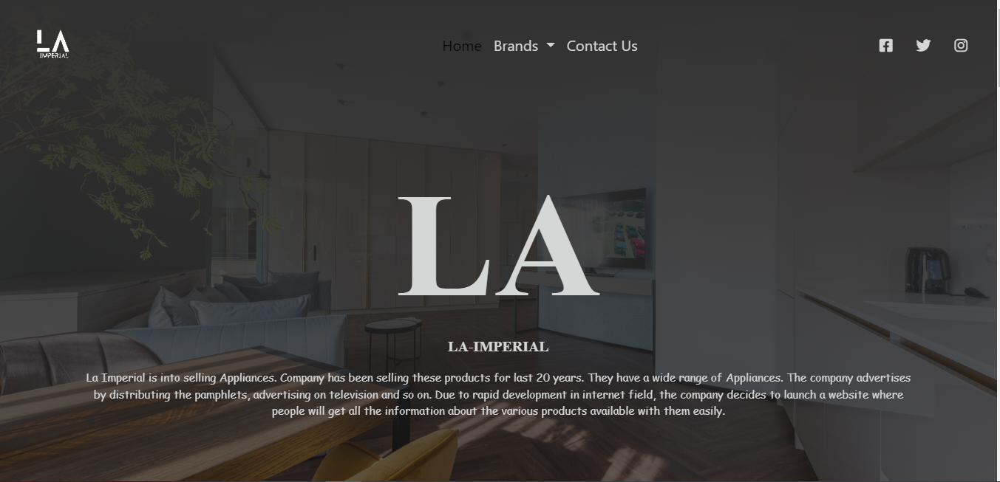 LA
IMPERIAL
Home Brands Contact Us
LA
LA-IMPERIAL
La Imperial is into selling Appliances. Company has been selling these products for last 20 years. They have a wide range of Appliances. The company advertises
by distributing the pamphlets, advertising on television and so on. Due to rapid development in internet field, the company decides to launch a website where
people will get all the information about the various products available with them easily.